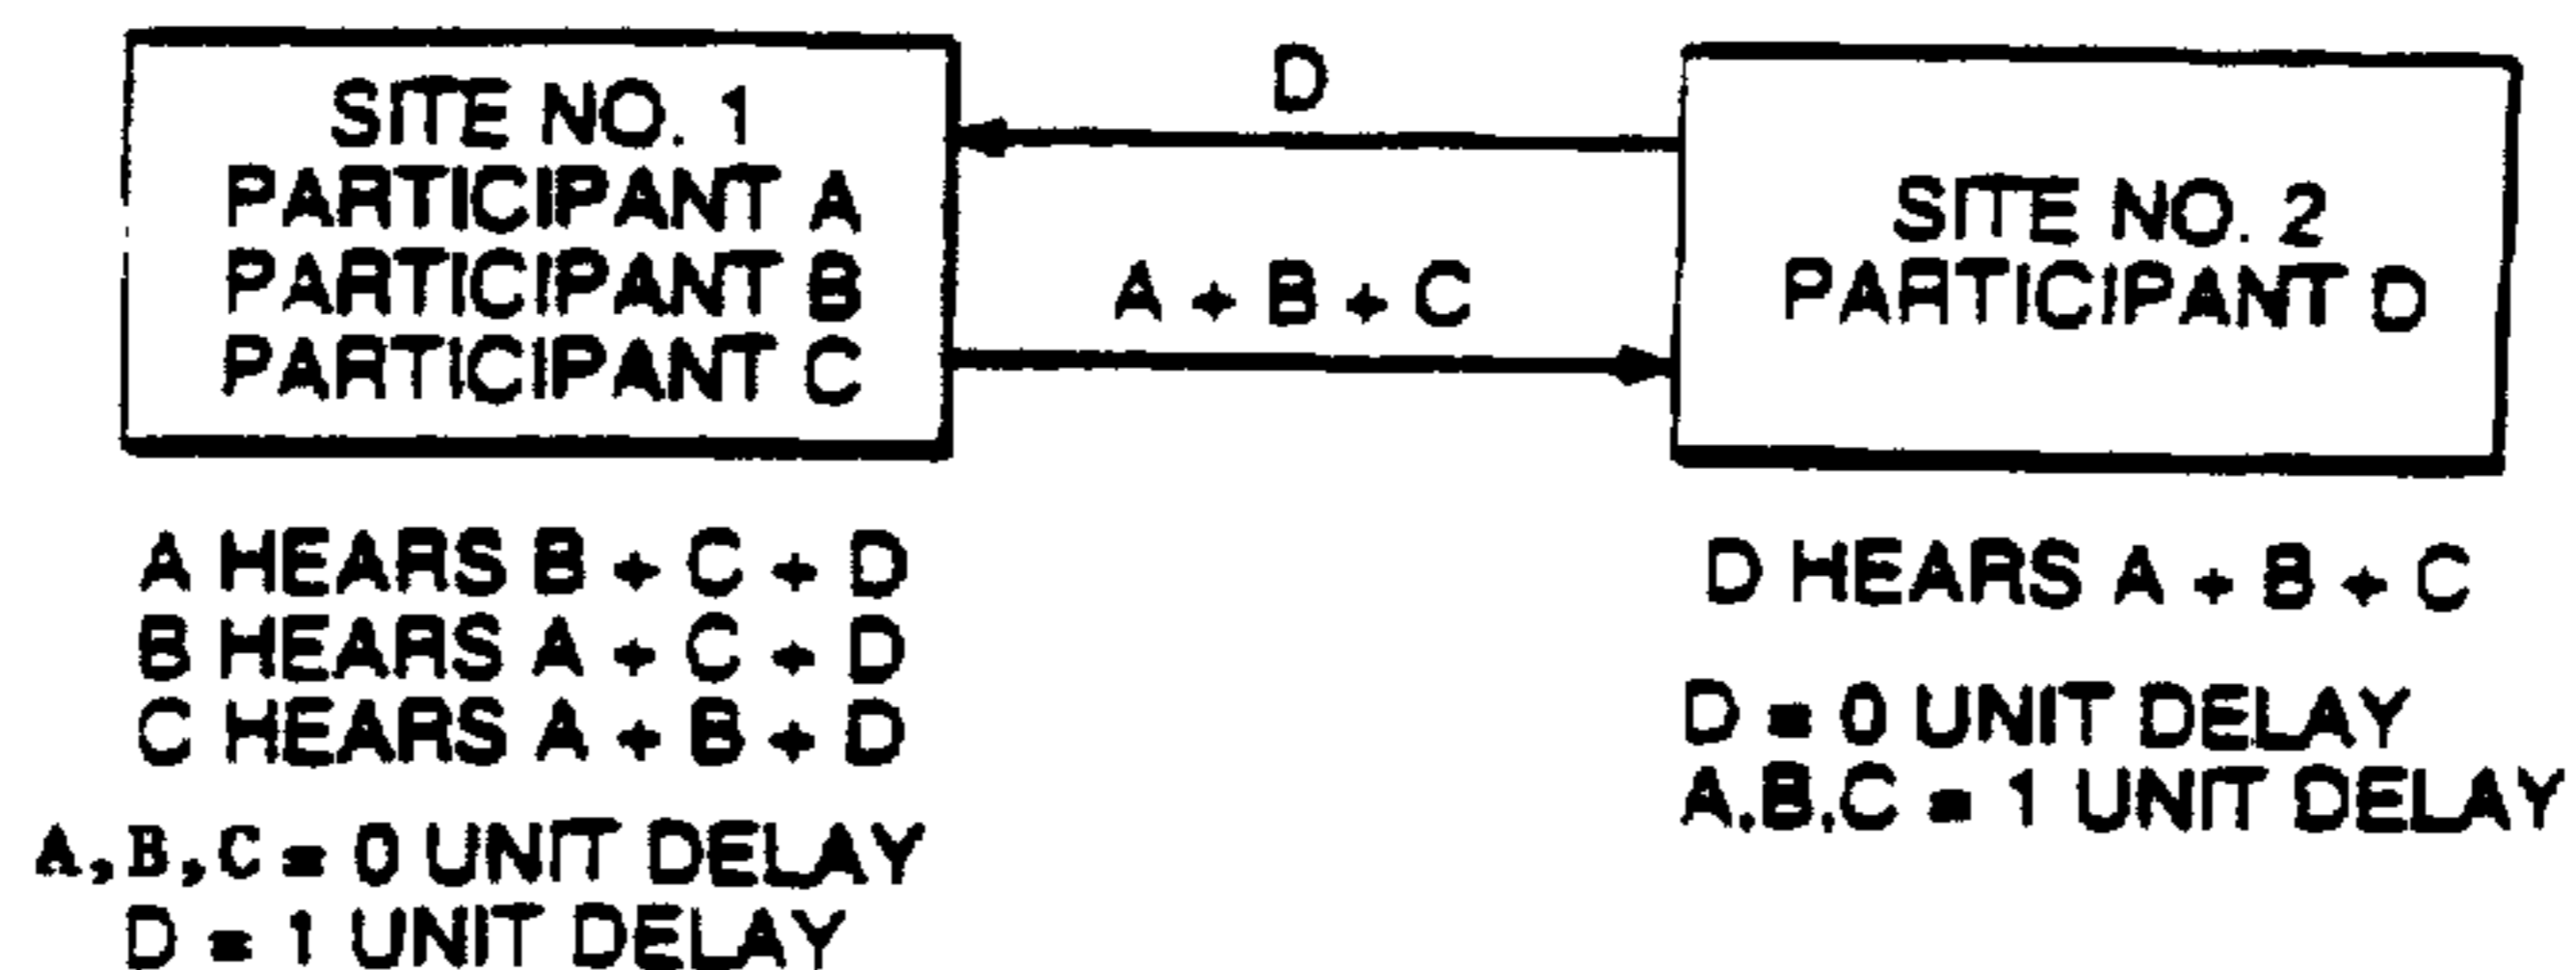 SITE NO. 1
PARTICIPANT A
PARTICIPANT B
PARTICIPANT C
D
A + B + C
SITE NO. 2
PARTICIPANT D
A HEARS B + C + D
B HEARS A + C + D
C HEARS A + B + D
A,B,C = 0 UNIT DELAY
D = 1 UNIT DELAY
D HEARS A + B + C
D = 0 UNIT DELAY
A,B,C = 1 UNIT DELAY